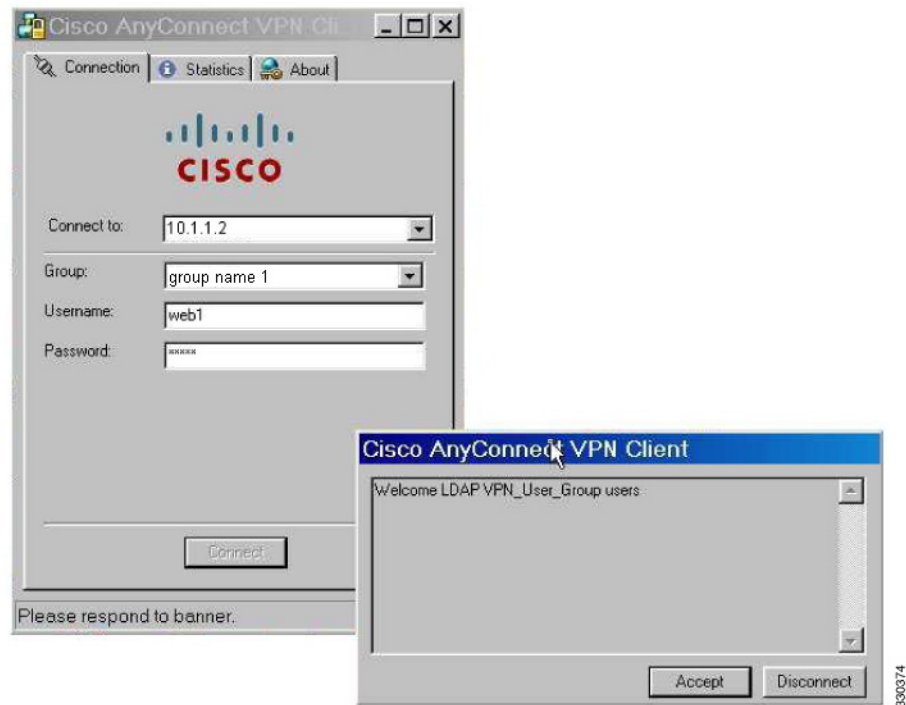 Cisco AnyConnect VPN Cli
Connection
Statistics
About
CISCO
Connect to:
10.1.1.2
Group:
group name 1
Username:
web1
Password:
*****
Connect
Please respond to banner.
Cisco AnyConnect VPN Client
Welcome LDAP VPN_User_Group users
Accept
Disconnect
330374